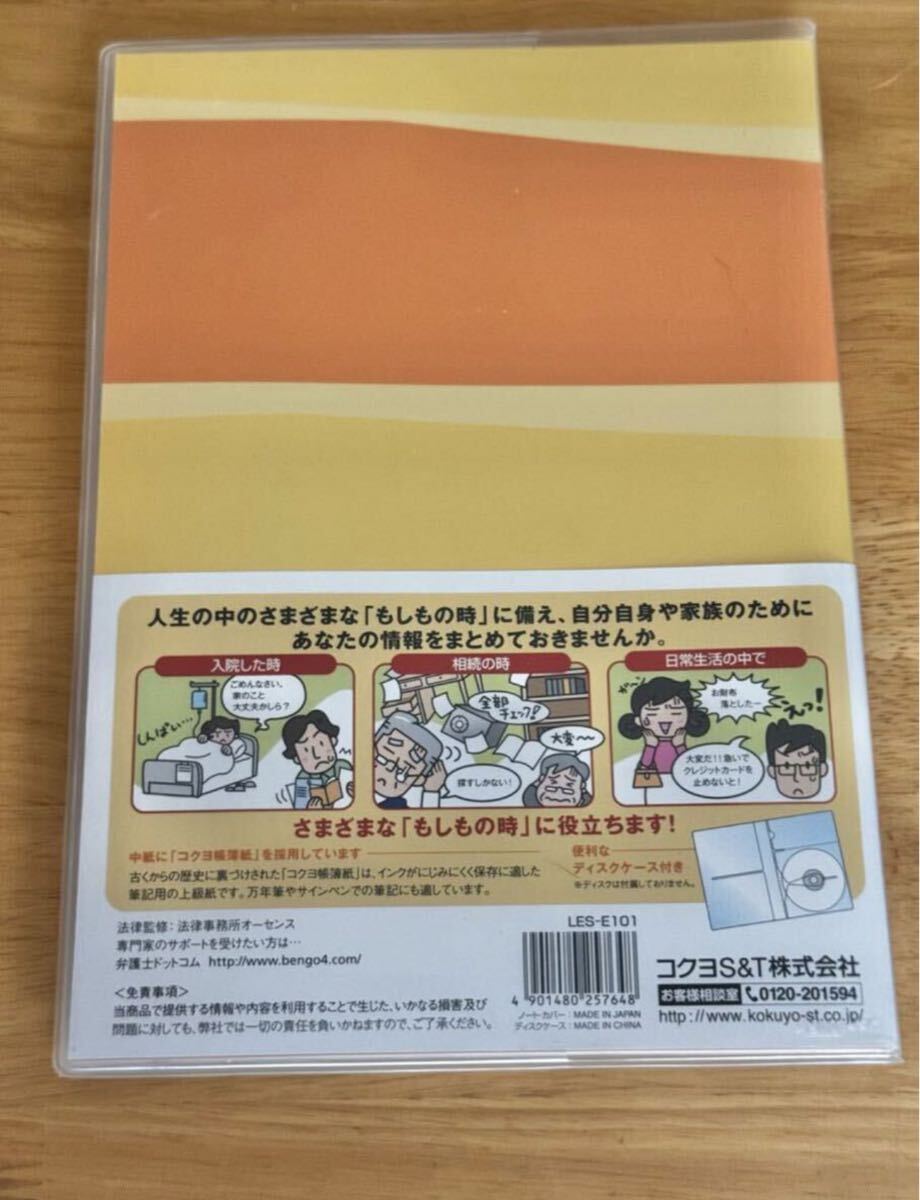 人生の中のさまざまな「もしもの時」に備え、自分自身や家族のために
あなたの情報をまとめておきませんか。
入院した時
ごめんなさい。
家のこと
大丈夫かしら？
しんぱい…
相続の時
全部
チェック!!
大変〜〜
探すしかない!
日常生活の中で
ガーン
お財布
落としたー
えっ!
大変だ!!急いで
クレジットカードを
止めないと!
さまざまな「もしもの時」に役立ちます!
中紙に「コクヨ帳簿紙」を採用しています
古くからの歴史に裏づけされた「コクヨ帳簿紙」は、インクがにじみにくく保存に適した
筆記用の上級紙です。万年筆やサインペンでの筆記にも適しています。
便利な
ディスクケース付き
※ディスクは付属しておりません。
法律監修：法律事務所オーセンス
専門家のサポートを受けたい方は…
弁護士ドットコム http://www.bengo4.com/
＜免責事項＞
当商品で提供する情報や内容を利用することで生じた、いかなる損害及び
問題に対しても、弊社では一切の責任を負いかねますので、ご了承ください。
LES-E101
4 901480 257648
ノート・カバー：MADE IN JAPAN
ディスクケース：MADE IN CHINA
コクヨS&T株式会社
お客様相談室 0120-201594
http://www.kokuyo-st.co.jp/